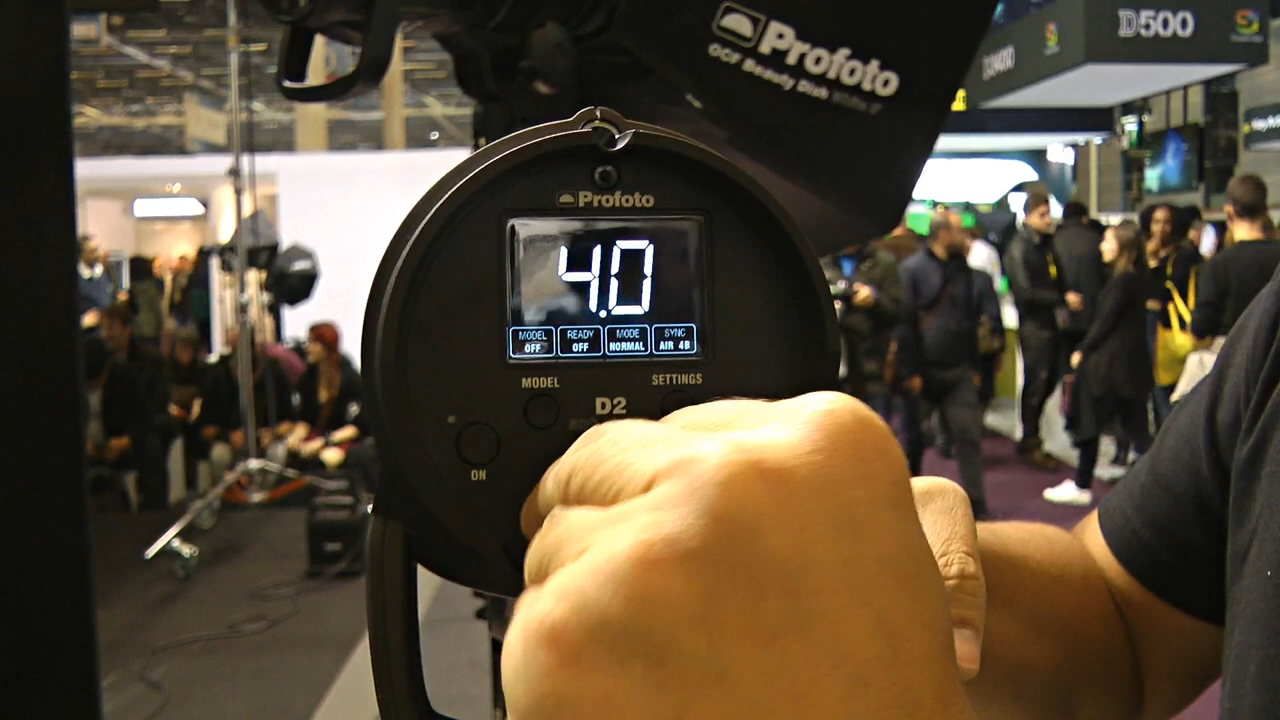 Profoto
OCF Beauty Dish White 2'
D500
Profoto
4.0
MODEL OFF
READY OFF
MODE NORMAL
SYNC AIR 4B
MODEL
SETTINGS
D2
ON